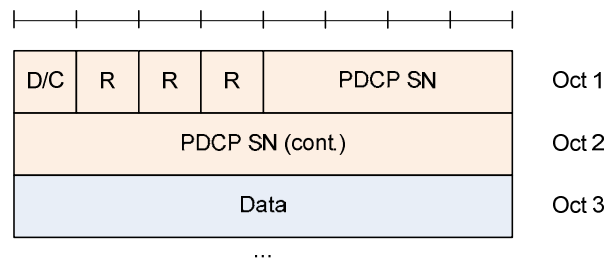 D/C R R R PDCP SN Oct 1
PDCP SN (cont.) Oct 2
Data Oct 3
...